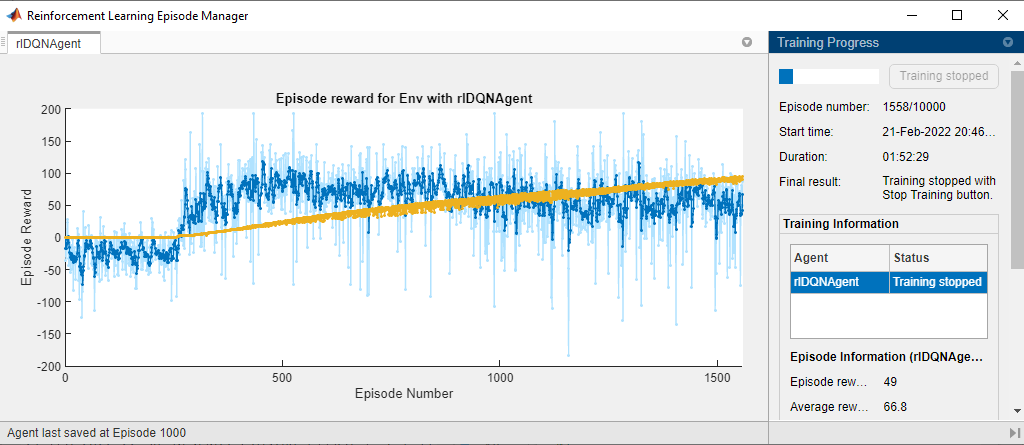 Reinforcement Learning Episode Manager
rlDQNAgent
Training Progress
Episode reward for Env with rlDQNAgent
200
150
100
50
0
-50
-100
-150
-200
Episode Reward
0
500
1000
1500
Episode Number
Training stopped
Episode number: 1558/10000
Start time: 21-Feb-2022 20:46...
Duration: 01:52:29
Final result: Training stopped with
Stop Training button.
Training Information
Agent Status
rlDQNAgent Training stopped
Episode Information (rlDQNAge...
Episode rew... 49
Average rew... 66.8
Agent last saved at Episode 1000